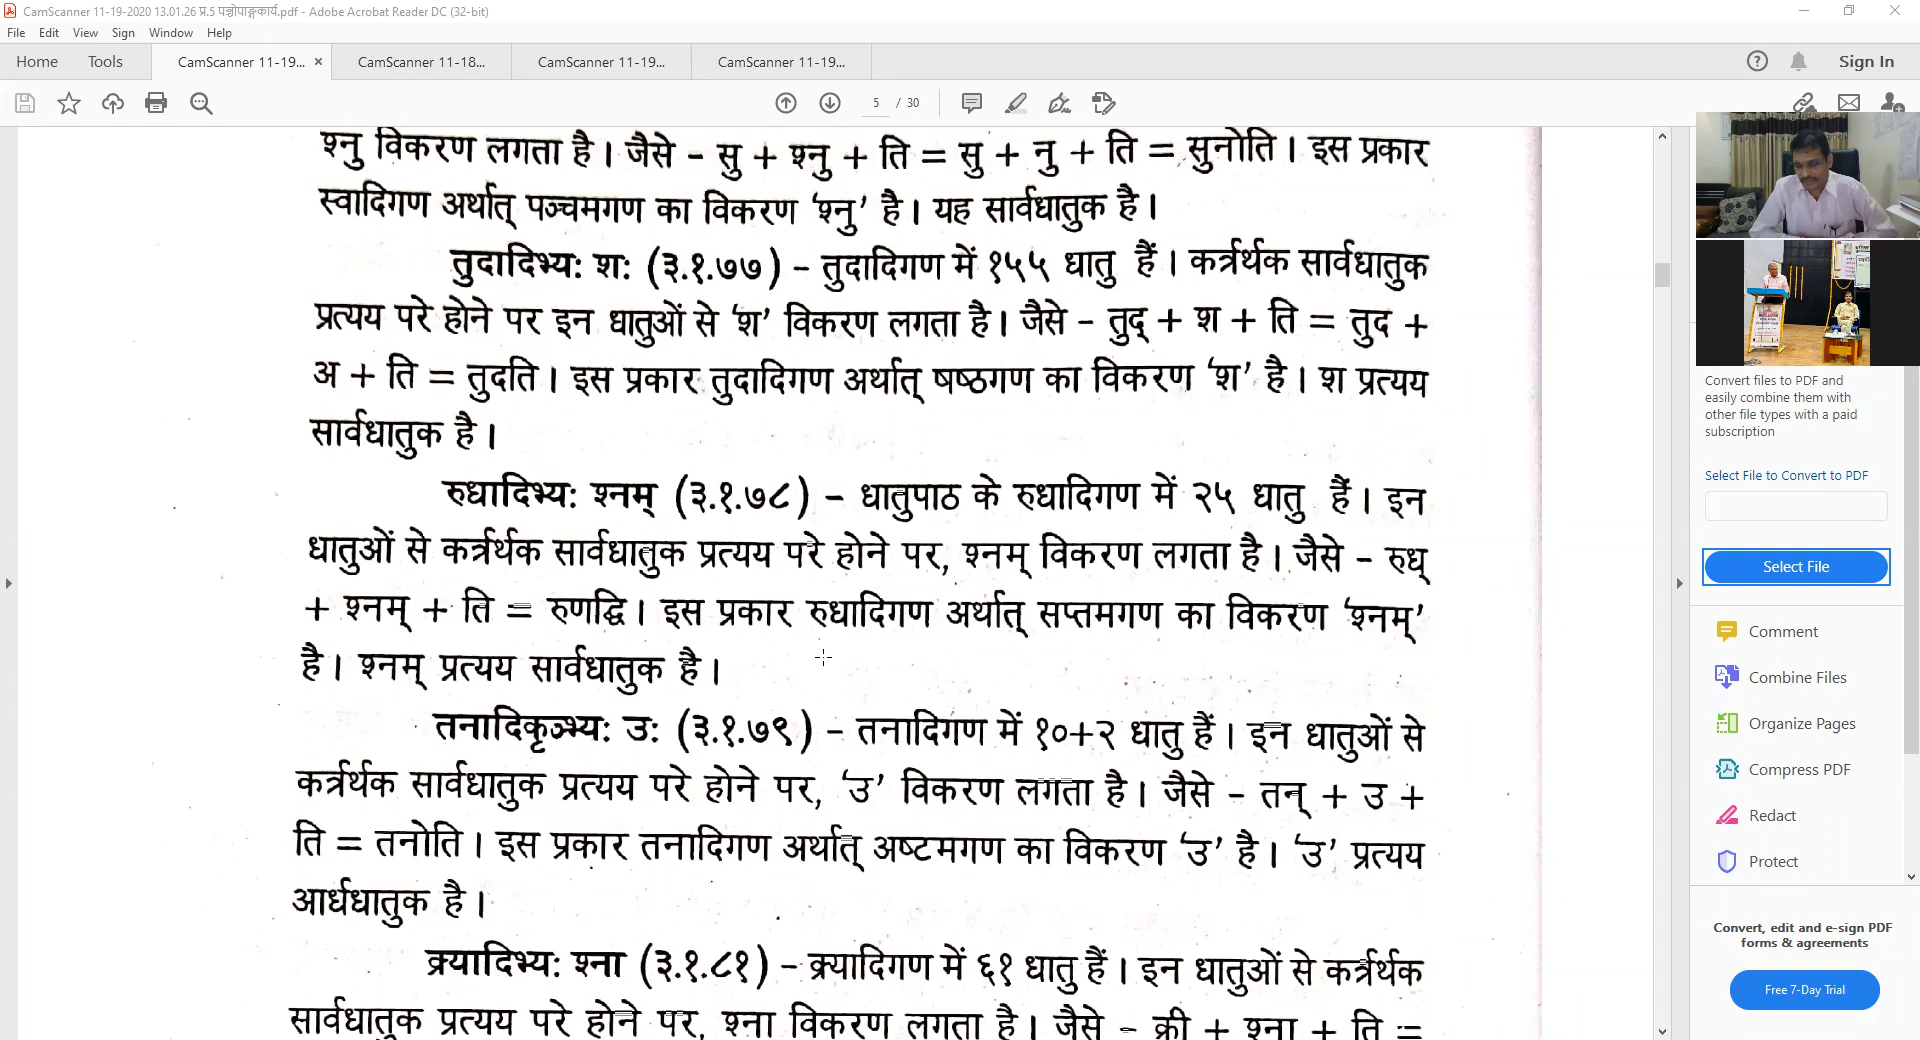 CamScanner 11-19-2020 13.01.26 प्र.5 पञ्चोपाङ्गकार्य.pdf - Adobe Acrobat Reader DC (32-bit)
File Edit View Sign Window Help
Home Tools CamScanner 11-19... CamScanner 11-18... CamScanner 11-19... CamScanner 11-19... Sign In
5 / 30
श्नु विकरण लगता है। जैसे - सु + श्नु + ति = सु + नु + ति = सुनोति। इस प्रकार
स्वादिगण अर्थात् पञ्चमगण का विकरण 'श्नु' है। यह सार्वधातुक है।
तुदादिभ्यः शः (३.१.७७) - तुदादिगण में १५५ धातु हैं। कर्त्रर्थक सार्वधातुक
प्रत्यय परे होने पर इन धातुओं से 'श' विकरण लगता है। जैसे - तुद् + श + ति = तुद +
अ + ति = तुदति। इस प्रकार तुदादिगण अर्थात् षष्ठगण का विकरण 'श' है। श प्रत्यय
सार्वधातुक है।
रुधादिभ्यः श्नम् (३.१.७८) - धातुपाठ के रुधादिगण में २५ धातु हैं। इन
धातुओं से कर्त्रर्थक सार्वधातुक प्रत्यय परे होने पर, श्नम् विकरण लगता है। जैसे - रुध्
+ श्नम् + ति = रुणद्धि। इस प्रकार रुधादिगण अर्थात् सप्तमगण का विकरण 'श्नम्'
है। श्नम् प्रत्यय सार्वधातुक है।
तनादिकृञ्भ्यः उः (३.१.७९) - तनादिगण में १०+२ धातु हैं। इन धातुओं से
कर्त्रर्थक सार्वधातुक प्रत्यय परे होने पर, 'उ' विकरण लगता है। जैसे - तन् + उ +
ति = तनोति। इस प्रकार तनादिगण अर्थात् अष्टमगण का विकरण 'उ' है। 'उ' प्रत्यय
आर्धधातुक है।
क्र्यादिभ्यः श्ना (३.१.८१) - क्र्यादिगण में ६१ धातु हैं। इन धातुओं से कर्त्रर्थक
सार्वधातुक प्रत्यय परे होने पर, श्ना विकरण लगता है। जैसे - क्री + श्ना + ति =
Convert files to PDF and
easily combine them with
other file types with a paid
subscription
Select File to Convert to PDF
Select File
Comment
Combine Files
Organize Pages
Compress PDF
Redact
Protect
Convert, edit and e-sign PDF
forms & agreements
Free 7-Day Trial